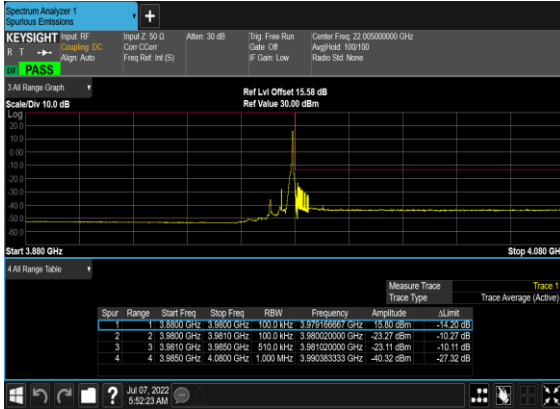 Spectrum Analyzer 1
Spurious Emissions
+
KEYSIGHT Input: RF Input Z: 50 Ω Atten: 30 dB Trig: Free Run Center Freq: 22.005000000 GHz
R T Coupling: DC Corr CCorr Gate: Off Avg|Hold: 100/100
Align: Auto Freq Ref: Int (S) IF Gain: Low Radio Std: None
PASS
3 All Range Graph
Ref Lvl Offset 15.58 dB
Scale/Div 10.0 dB Ref Value 30.00 dBm
Log
20.0
10.0
0.00
-10.0
-20.0
-30.0
-40.0
-50.0
-60.0
Start 3.880 GHz Stop 4.080 GH
4 All Range Table
Measure Trace Trace 1
Trace Type Trace Average (Active)
Spur Range Start Freq Stop Freq RBW Frequency Amplitude ΔLimit
1 1 3.8800 GHz 3.9800 GHz 100.0 kHz 3.979166667 GHz 15.80 dBm -14.20 dB
2 2 3.9800 GHz 3.9810 GHz 100.0 kHz 3.980020000 GHz -23.27 dBm -10.27 dB
3 3 3.9810 GHz 3.9850 GHz 510.0 kHz 3.981020000 GHz -23.11 dBm -10.11 dB
4 4 3.9850 GHz 4.0800 GHz 1.000 MHz 3.990383333 GHz -40.32 dBm -27.32 dB
?
Jul 07, 2022
5:52:23 AM